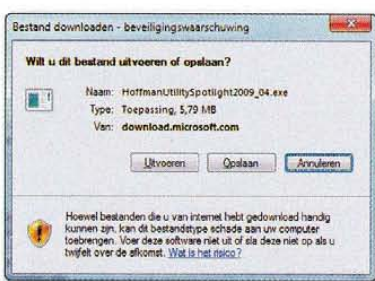 Bestand downloaden - beveiligingswaarschuwing
Wilt u dit bestand uitvoeren of opslaan?
Naam: HoffmanUtilitySpotlight2009_04.exe
Type: Toepassing, 5,79 MB
Van: download.microsoft.com
Uitvoeren Opslaan Annuleren
Hoewel bestanden die u van internet hebt gedownload handig
kunnen zijn, kan dit bestandstype schade aan uw computer
toebrengen. Voer deze software niet uit of sla deze niet op als u
twijfelt over de afkomst. Wat is het risico?